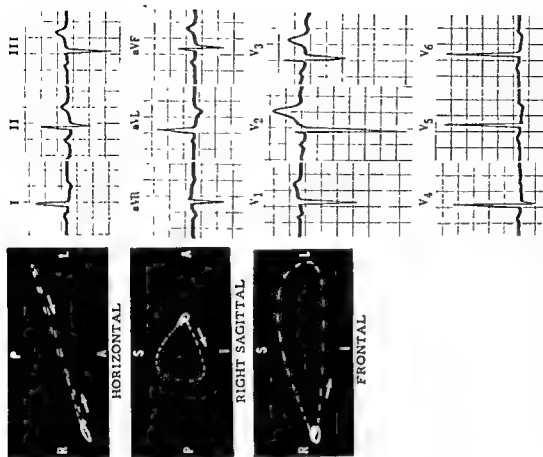 I II III
P
R L
A
HORIZONTAL
aVR aVL aVF
S
P A
I
RIGHT SAGITTAL
V1 V2 V3
S
R L
I
FRONTAL
V4 V5 V6